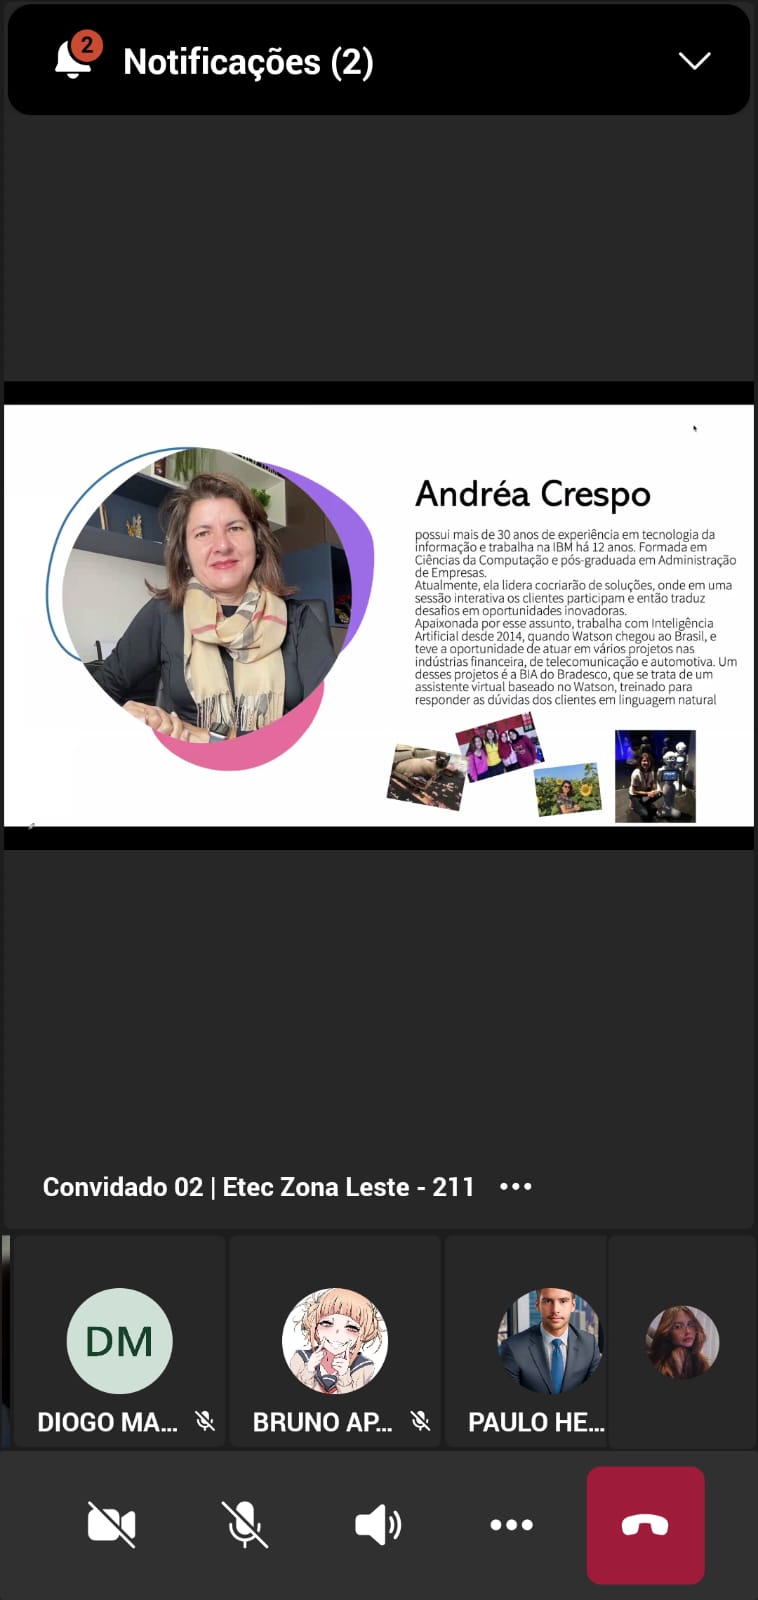 2
Notificações (2)
Andréa Crespo
possui mais de 30 anos de experiência em tecnologia da
informação e trabalha na IBM há 12 anos. Formada em
Ciências da Computação e pós-graduada em Administração
de Empresas.
Atualmente, ela lidera cocriarão de soluções, onde em uma
sessão interativa os clientes participam e então traduz
desafios em oportunidades inovadoras.
Apaixonada por esse assunto, trabalha com Inteligência
Artificial desde 2014, quando Watson chegou ao Brasil, e
teve a oportunidade de atuar em vários projetos nas
indústrias financeira, de telecomunicação e automotiva. Um
desses projetos é a BIA do Bradesco, que se trata de um
assistente virtual baseado no Watson, treinado para
responder as dúvidas dos clientes em linguagem natural
Convidado 02 | Etec Zona Leste - 211
DM
DIOGO MA...
BRUNO AP...
PAULO HE...